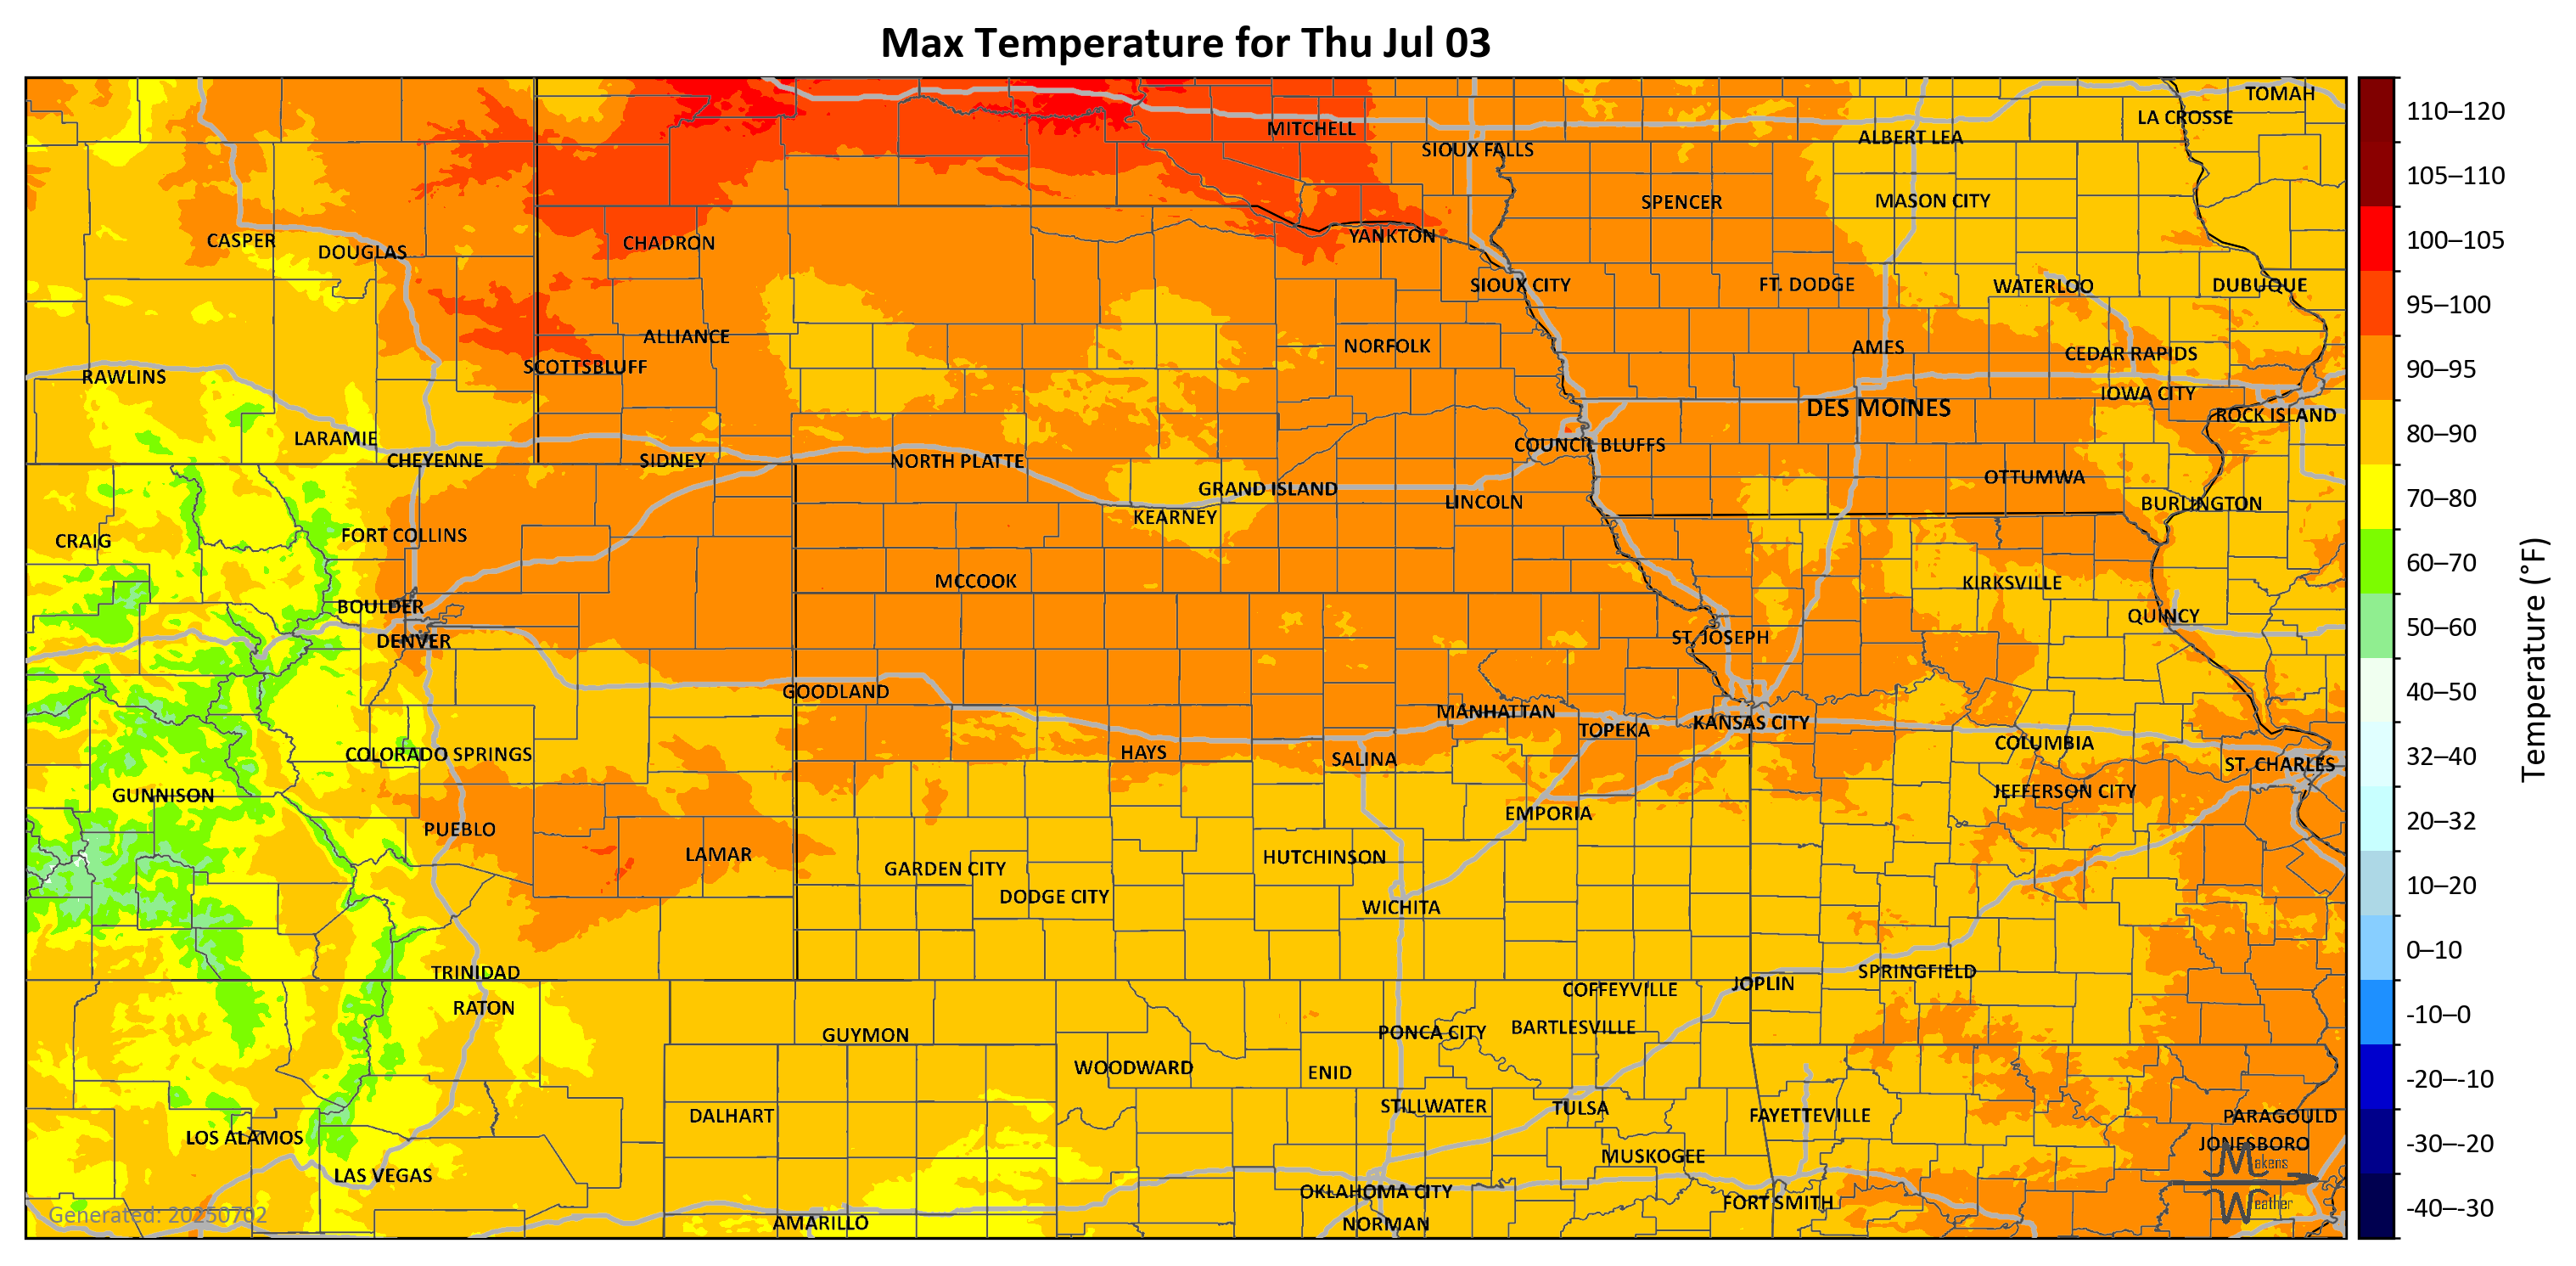 Max Temperature for Thu Jul 03
TOMAH
LA CROSSE
MITCHELL
ALBERT LEA
SIOUX FALLS
SPENCER
MASON CITY
CASPER
DOUGLAS
CHADRON
YANKTON
SIOUX CITY
FT. DODGE
WATERLOO
DUBUQUE
ALLIANCE
NORFOLK
AMES
CEDAR RAPIDS
SCOTTSBLUFF
RAWLINS
IOWA CITY
DES MOINES
ROCK ISLAND
LARAMIE
COUNCIL BLUFFS
CHEYENNE
SIDNEY
NORTH PLATTE
OTTUMWA
GRAND ISLAND
LINCOLN
BURLINGTON
KEARNEY
FORT COLLINS
CRAIG
MCCOOK
KIRKSVILLE
BOULDER
QUINCY
DENVER
ST. JOSEPH
GOODLAND
MANHATTAN
TOPEKA
KANSAS CITY
COLUMBIA
COLORADO SPRINGS
HAYS
SALINA
ST. CHARLES
GUNNISON
JEFFERSON CITY
EMPORIA
PUEBLO
LAMAR
HUTCHINSON
GARDEN CITY
DODGE CITY
WICHITA
TRINIDAD
SPRINGFIELD
JOPLIN
COFFEYVILLE
RATON
GUYMON
PONCA CITY
BARTLESVILLE
WOODWARD
ENID
STILLWATER
TULSA
DALHART
FAYETTEVILLE
PARAGOULD
LOS ALAMOS
JONESBORO
MUSKOGEE
LAS VEGAS
OKLAHOMA CITY
FORT SMITH
AMARILLO
NORMAN
Generated: 20250702
Makens
Weather
110–120
105–110
100–105
95–100
90–95
80–90
70–80
60–70
50–60
40–50
32–40
20–32
10–20
0–10
-10–0
-20–-10
-30–-20
-40–-30
Temperature (°F)